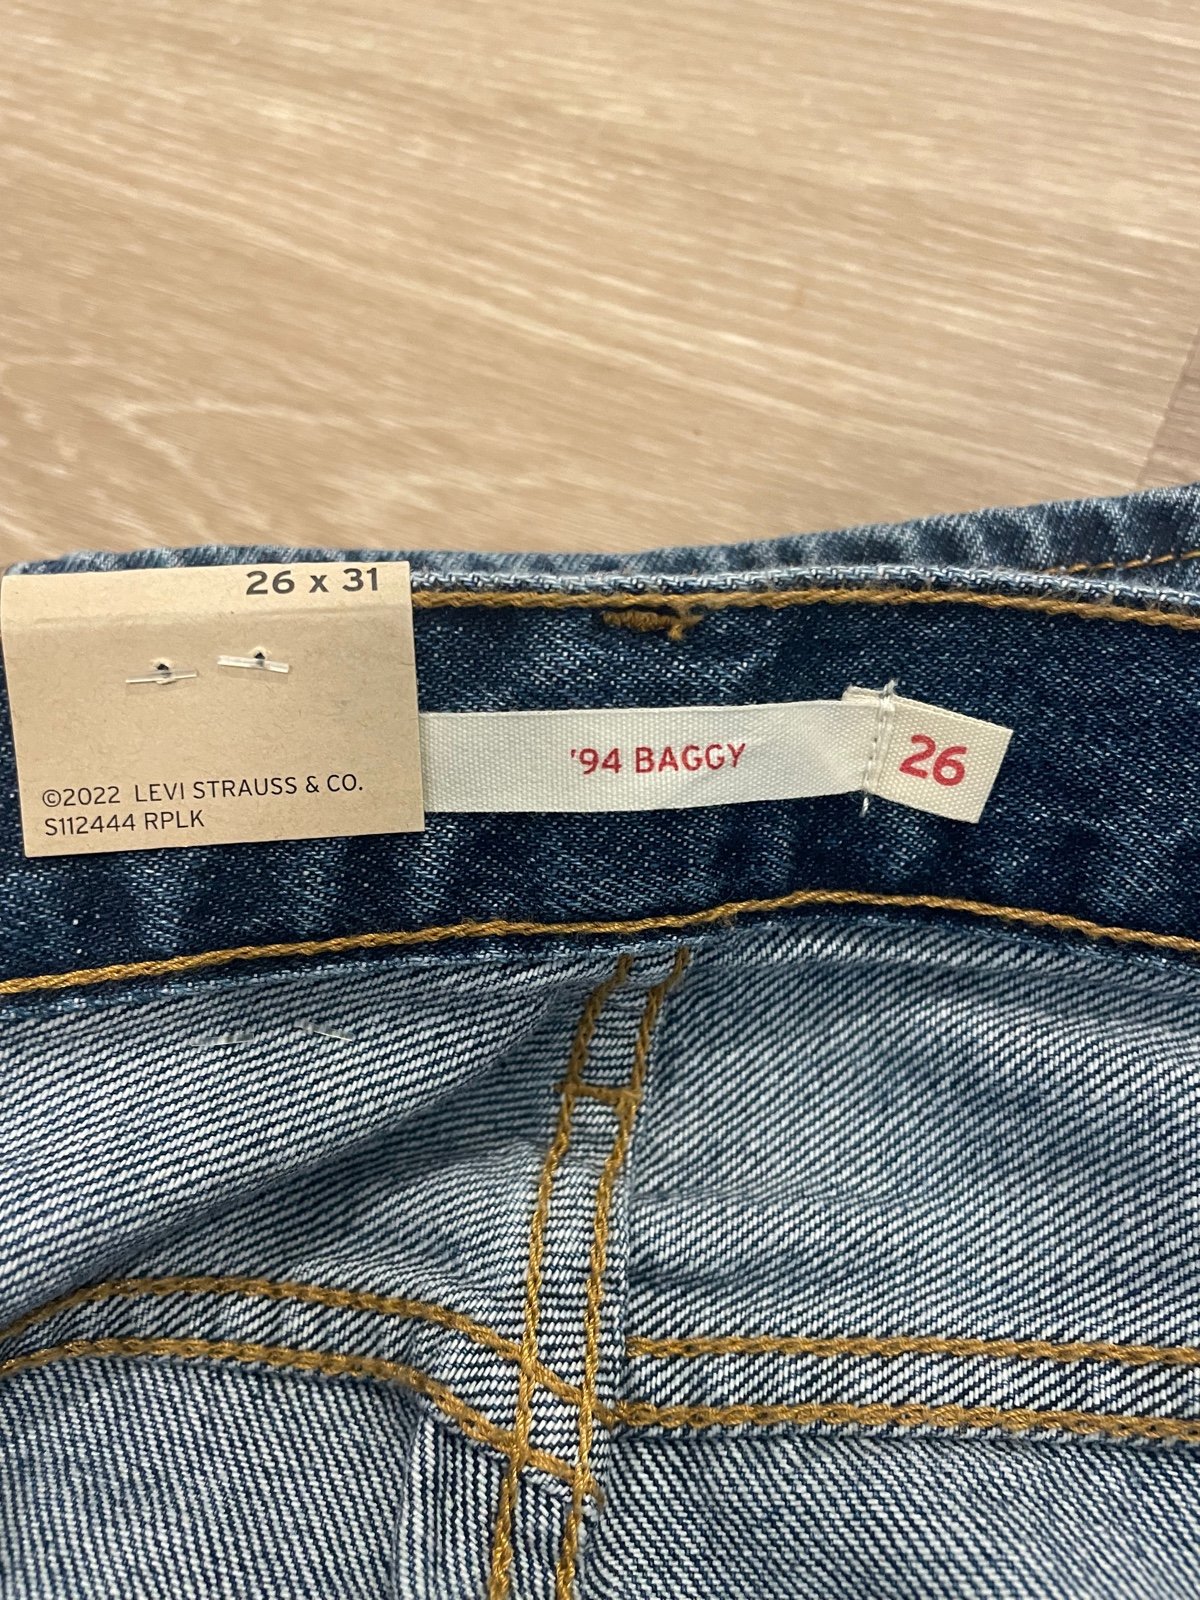 26 x 31
©2022 LEVI STRAUSS & CO.
S112444 RPLK
'94 BAGGY
26